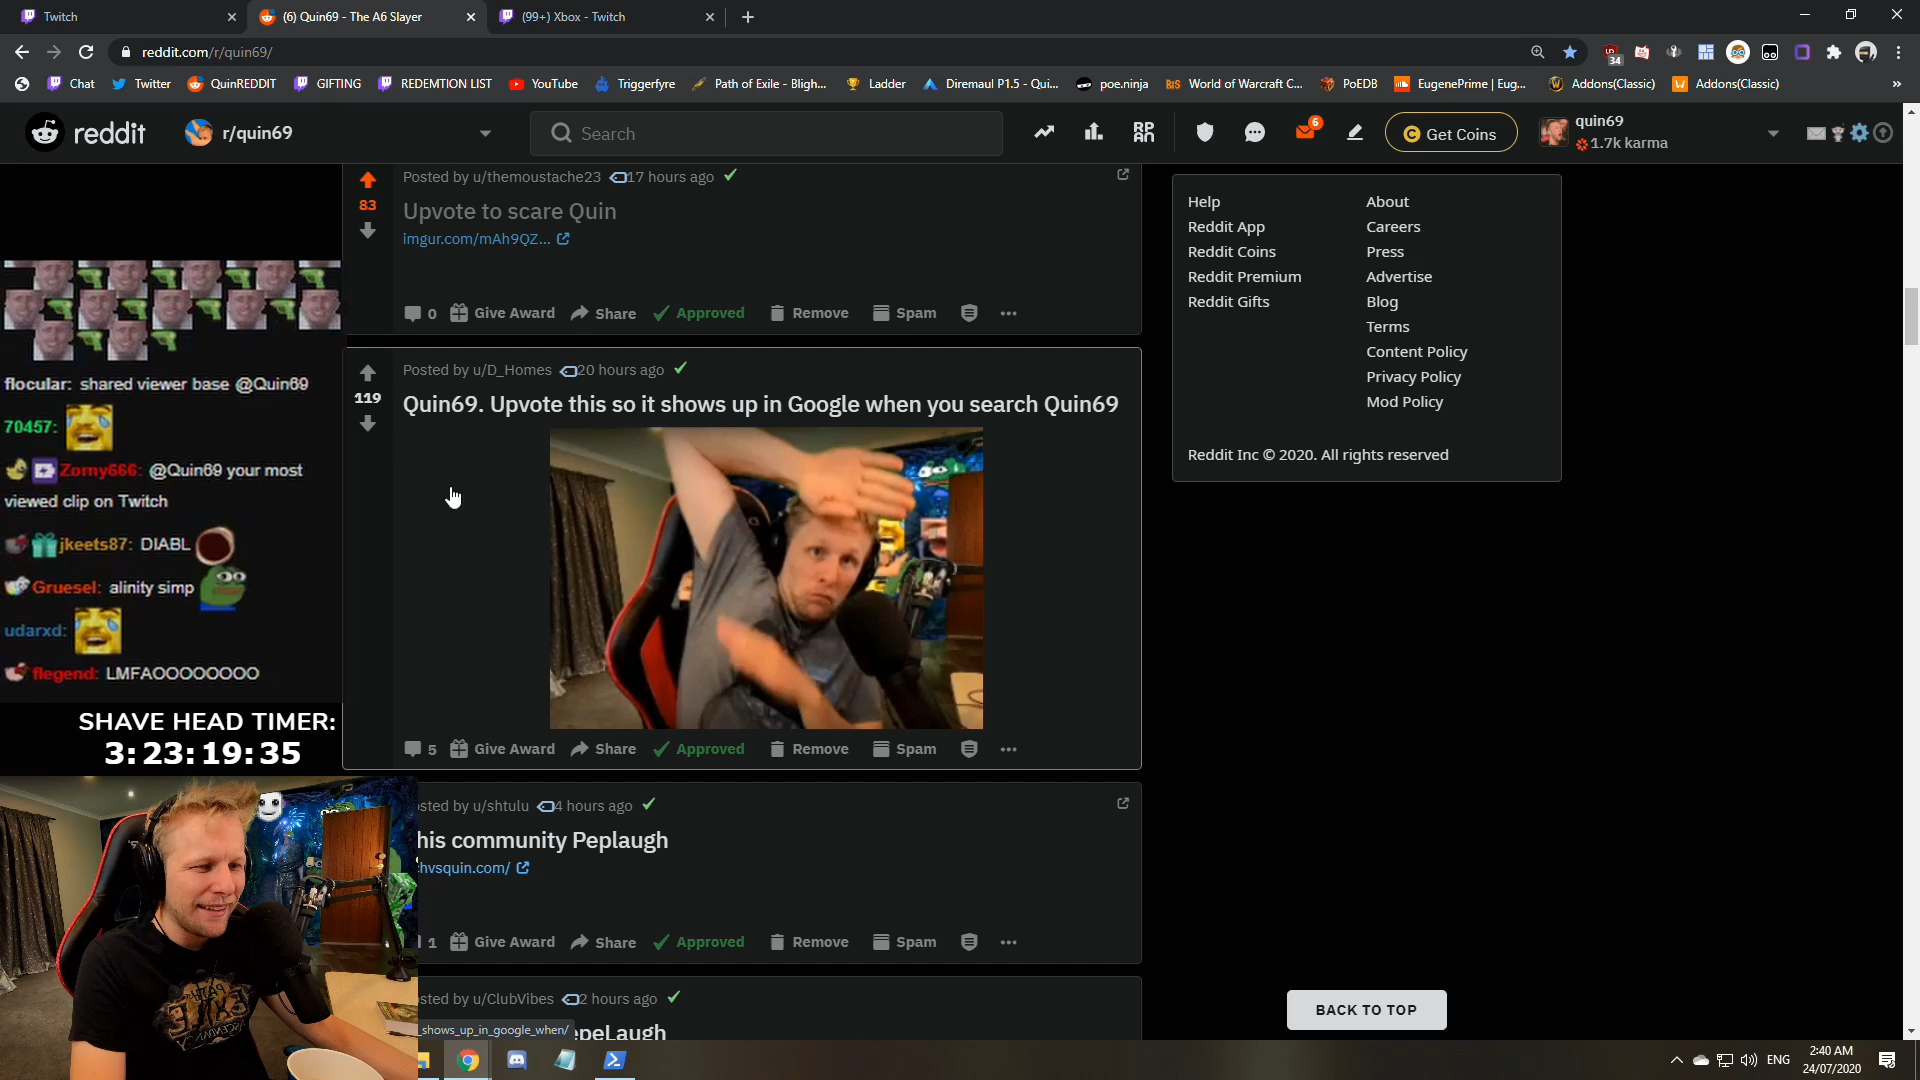 Twitch
(6) Quin69 - The A6 Slayer
(99+) Xbox - Twitch
reddit.com/r/quin69/
34
Chat
Twitter
QuinREDDIT
GIFTING
REDEMTION LIST
YouTube
Triggerfyre
Path of Exile - Bligh...
Ladder
Diremaul P1.5 - Qui...
poe.ninja
BiS World of Warcraft C...
PoEDB
EugenePrime | Eug...
Addons(Classic)
Addons(Classic)
reddit
r/quin69
Search
6
Get Coins
quin69
1.7k karma
Posted by u/themoustache23 17 hours ago
83
Upvote to scare Quin
imgur.com/mAh9QZ...
0 Give Award Share Approved Remove Spam
Posted by u/D_Homes 20 hours ago
119
Quin69. Upvote this so it shows up in Google when you search Quin69
5 Give Award Share Approved Remove Spam
sted by u/shtulu 4 hours ago
his community Peplaugh
hvsquin.com/
1 Give Award Share Approved Remove Spam
sted by u/ClubVibes 2 hours ago
epeLaugh
_shows_up_in_google_when/
Help
Reddit App
Reddit Coins
Reddit Premium
Reddit Gifts
About
Careers
Press
Advertise
Blog
Terms
Content Policy
Privacy Policy
Mod Policy
Reddit Inc © 2020. All rights reserved
BACK TO TOP
flocular: shared viewer base @Quin69
70457:
Zorny666: @Quin69 your most
viewed clip on Twitch
jkeets87: DIABL
Gruesel: alinity simp
udarxd:
flegend: LMFAOOOOOOOO
SHAVE HEAD TIMER:
3:23:19:35
ENG
2:40 AM
24/07/2020